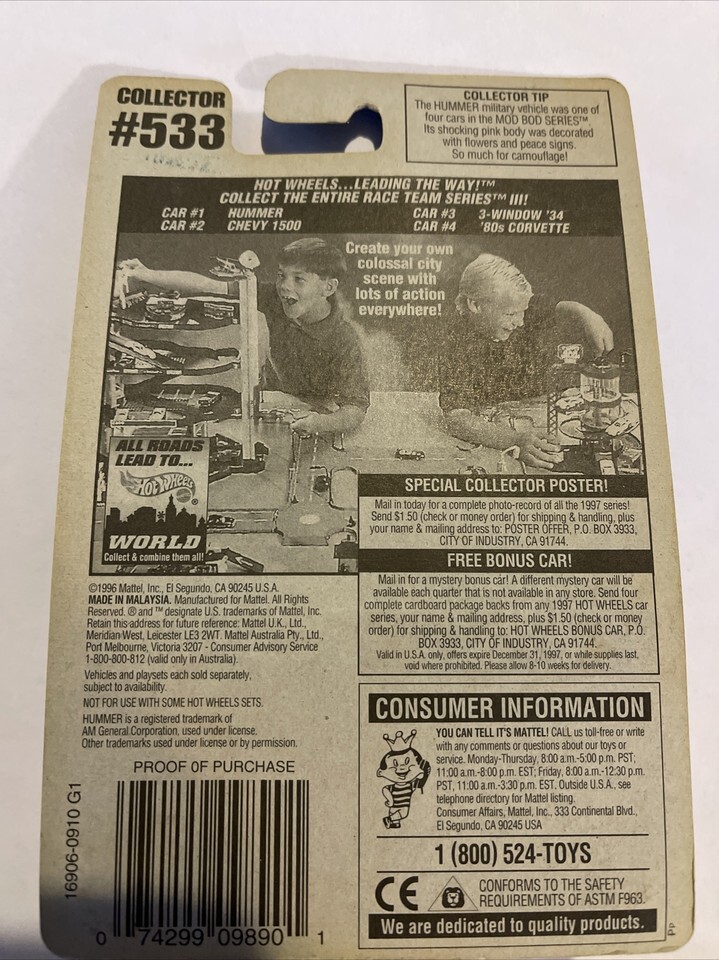 COLLECTOR
#533
COLLECTOR TIP
The HUMMER military vehicle was one of
four cars in the MOD BOD SERIES™.
Its shocking pink body was decorated
with flowers and peace signs.
So much for camouflage!
HOT WHEELS...LEADING THE WAY!™
COLLECT THE ENTIRE RACE TEAM SERIES™ III!
CAR #1 HUMMER CAR #3 3-WINDOW '34
CAR #2 CHEVY 1500 CAR #4 '80s CORVETTE
Create your own
colossal city
scene with
lots of action
everywhere!
ALL ROADS
LEAD TO...
Hot Wheels®
WORLD
Collect & combine them all!
SPECIAL COLLECTOR POSTER!
Mail in today for a complete photo-record of all the 1997 series!
Send $1.50 (check or money order) for shipping & handling, plus
your name & mailing address to: POSTER OFFER, P.O. BOX 3933,
CITY OF INDUSTRY, CA 91744.
FREE BONUS CAR!
Mail in for a mystery bonus car! A different mystery car will be
available each quarter that is not available in any store. Send four
complete cardboard package backs from any 1997 HOT WHEELS car
series, your name & mailing address, plus $1.50 (check or money
order) for shipping & handling to: HOT WHEELS BONUS CAR, P.O.
BOX 3933, CITY OF INDUSTRY, CA 91744.
Valid in U.S.A. only, offers expire December 31, 1997, or while supplies last,
void where prohibited. Please allow 8-10 weeks for delivery.
©1996 Mattel, Inc., El Segundo, CA 90245 U.S.A.
MADE IN MALAYSIA. Manufactured for Mattel. All Rights
Reserved. ® and ™ designate U.S. trademarks of Mattel, Inc.
Retain this address for future reference: Mattel U.K., Ltd.,
Meridian West, Leicester LE3 2WT. Mattel Australia Pty., Ltd.,
Port Melbourne, Victoria 3207 - Consumer Advisory Service
1-800-800-812 (valid only in Australia).
Vehicles and playsets each sold separately,
subject to availability.
NOT FOR USE WITH SOME HOT WHEELS SETS.
HUMMER is a registered trademark of
AM General Corporation, used under license.
Other trademarks used under license or by permission.
PROOF OF PURCHASE
16906-0910 G1
0 74299 09890 1
CONSUMER INFORMATION
YOU CAN TELL IT'S MATTEL! CALL us toll-free or write
with any comments or questions about our toys or
service. Monday-Thursday, 8:00 a.m.-5:00 p.m. PST;
11:00 a.m.-8:00 p.m. EST; Friday, 8:00 a.m.-12:30 p.m.
PST, 11:00 a.m.-3:30 p.m. EST. Outside U.S.A., see
telephone directory for Mattel listing.
Consumer Affairs, Mattel, Inc., 333 Continental Blvd.,
El Segundo, CA 90245 USA
1 (800) 524-TOYS
CE
CONFORMS TO THE SAFETY
REQUIREMENTS OF ASTM F963.
We are dedicated to quality products.
Pp